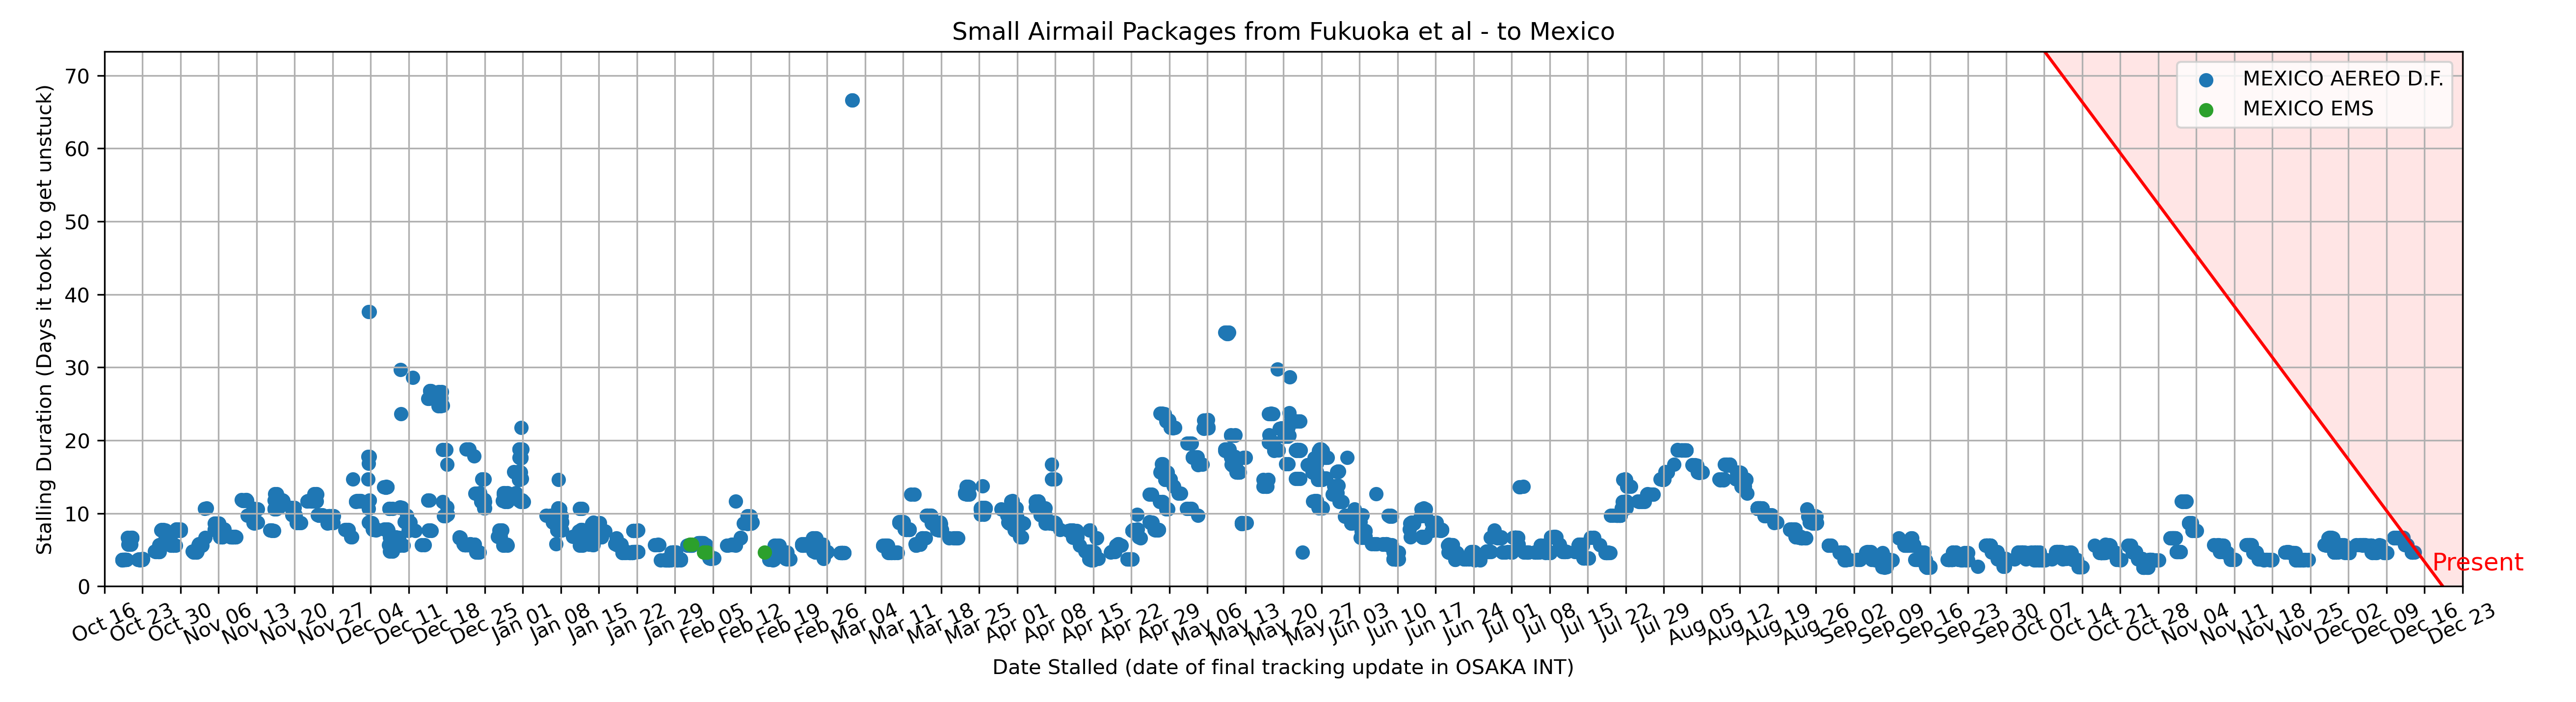 Small Airmail Packages from Fukuoka et al - to Mexico
MEXICO AEREO D.F.
MEXICO EMS
Stalling Duration (Days it took to get unstuck)
70
60
50
40
30
20
10
0
Present
Oct 16 Oct 23 Oct 30 Nov 06 Nov 13 Nov 20 Nov 27 Dec 04 Dec 11 Dec 18 Dec 25 Jan 01 Jan 08 Jan 15 Jan 22 Jan 29 Feb 05 Feb 12 Feb 19 Feb 26 Mar 04 Mar 11 Mar 18 Mar 25 Apr 01 Apr 08 Apr 15 Apr 22 Apr 29 May 06 May 13 May 20 May 27 Jun 03 Jun 10 Jun 17 Jun 24 Jul 01 Jul 08 Jul 15 Jul 22 Jul 29 Aug 05 Aug 12 Aug 19 Aug 26 Sep 02 Sep 09 Sep 16 Sep 23 Sep 30 Oct 07 Oct 14 Oct 21 Oct 28 Nov 04 Nov 11 Nov 18 Nov 25 Dec 02 Dec 09 Dec 16 Dec 23
Date Stalled (date of final tracking update in OSAKA INT)